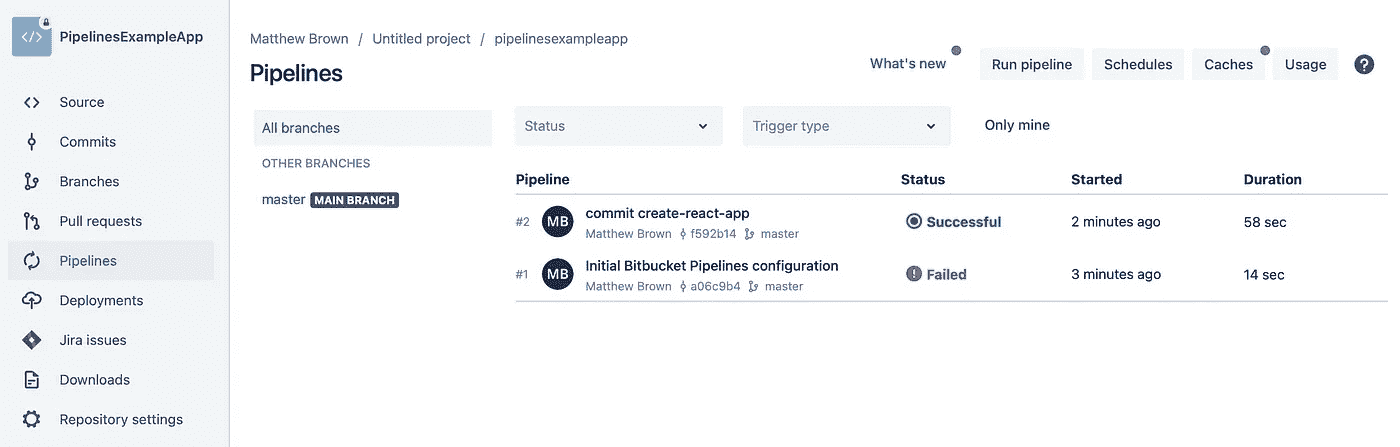 </> PipelinesExampleApp
Source
Commits
Branches
Pull requests
Pipelines
Deployments
Jira issues
Downloads
Repository settings
Matthew Brown / Untitled project / pipelinesexampleapp
Pipelines
What's new
Run pipeline
Schedules
Caches
Usage
?
All branches
OTHER BRANCHES
master MAIN BRANCH
Status
Trigger type
Only mine
Pipeline Status Started Duration
#2 MB commit create-react-app Successful 2 minutes ago 58 sec
Matthew Brown f592b14 master
#1 MB Initial Bitbucket Pipelines configuration Failed 3 minutes ago 14 sec
Matthew Brown a06c9b4 master